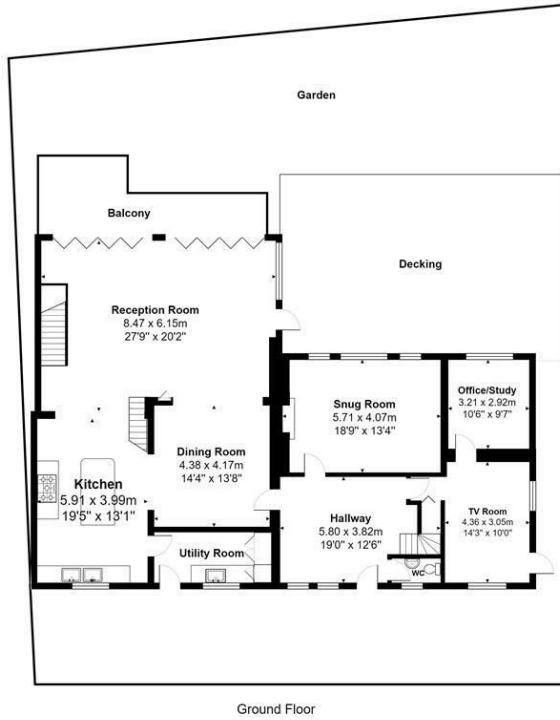 Garden
Balcony
Decking
Reception Room
8.47 x 6.15m
27'9" x 20'2"
Snug Room
5.71 x 4.07m
18'9" x 13'4"
Office/Study
3.21 x 2.92m
10'6" x 9'7"
Dining Room
4.38 x 4.17m
14'4" x 13'8"
Kitchen
5.91 x 3.99m
19'5" x 13'1"
Hallway
5.80 x 3.82m
19'0" x 12'6"
TV Room
4.36 x 3.05m
14'3" x 10'0"
Utility Room
WC
Ground Floor